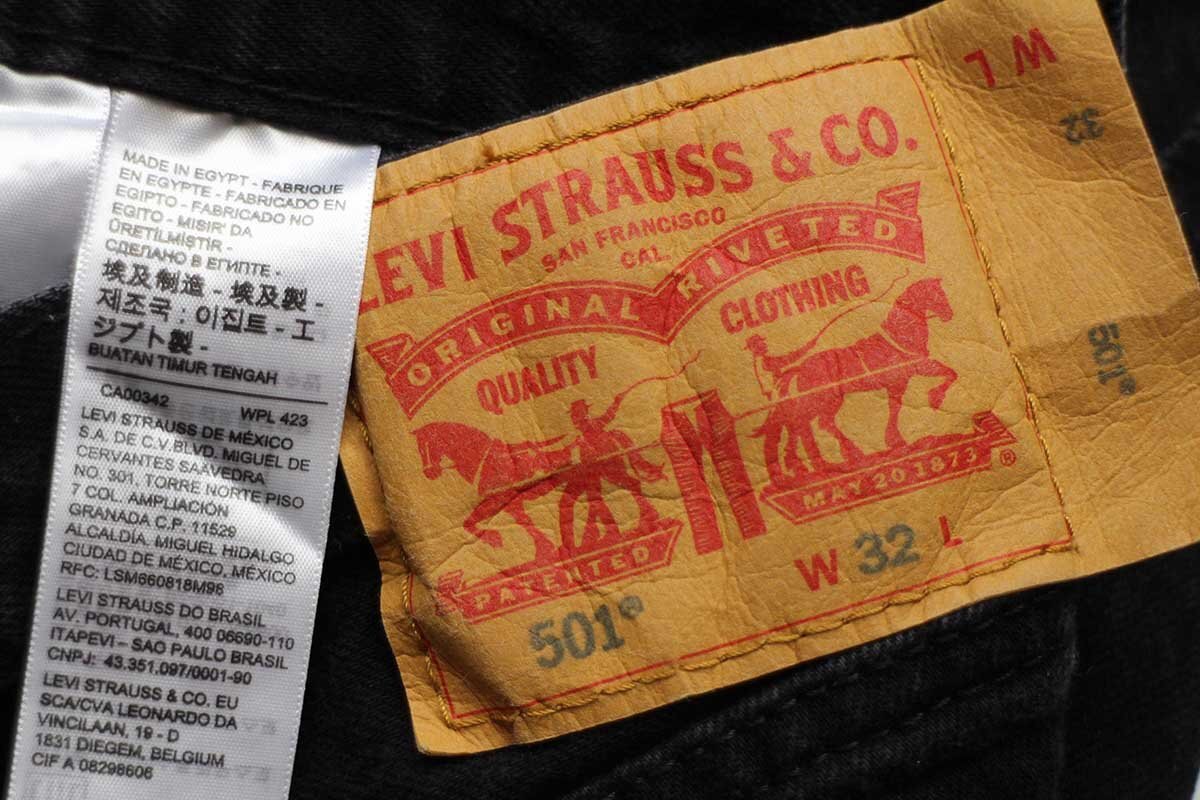 MADE IN EGYPT - FABRIQUE
EN EGYPTE - FABRICADO EN
EGIPTO - FABRICADO NO
EGITO - MISIR' DA
ÜRETİLMİŞTİR -
СДЕЛАНО В ЕГИПТЕ -
埃及制造 - 埃及製 -
제조국 : 이집트 - エ
ジプト製 -
BUATAN TIMUR TENGAH
CA00342 WPL 423
LEVI STRAUSS DE MÉXICO
S.A. DE C.V.BLVD. MIGUEL DE
CERVANTES SAAVEDRA
NO. 301, TORRE NORTE PISO
7 COL. AMPLIACIÓN
GRANADA C.P. 11529
ALCALDÍA. MIGUEL HIDALGO
CIUDAD DE MÉXICO, MÉXICO
RFC: LSM660818M98
LEVI STRAUSS DO BRASIL
AV. PORTUGAL, 400 06690-110
ITAPEVI – SAO PAULO BRASIL
CNPJ: 43.351.097/0001-90
LEVI STRAUSS & CO. EU
SCA/CVA LEONARDO DA
VINCILAAN, 19 - D
1831 DIEGEM, BELGIUM
CIF A 08298606
LEVI STRAUSS & CO.
SAN FRANCISCO
CAL.
ORIGINAL RIVETED
QUALITY CLOTHING
PATENTED MAY 20 1873 ®
501® W 32 L
W L
32
501®